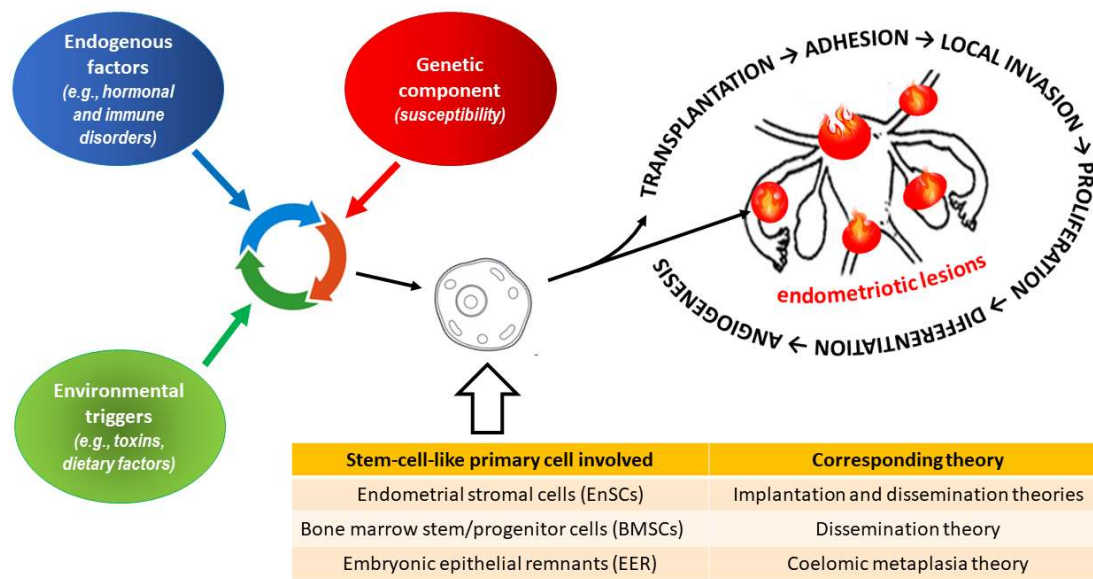 Endogenous
factors
(e.g., hormonal
and immune
disorders)
Genetic
component
(susceptibility)
Environmental
triggers
(e.g., toxins,
dietary factors)
TRANSPLANTATION → ADHESION → LOCAL INVASION → PROLIFERATION → DIFFERENTIATION → ANGIOGENESIS
endometriotic lesions
Stem-cell-like primary cell involved Corresponding theory
Endometrial stromal cells (EnSCs) Implantation and dissemination theories
Bone marrow stem/progenitor cells (BMSCs) Dissemination theory
Embryonic epithelial remnants (EER) Coelomic metaplasia theory